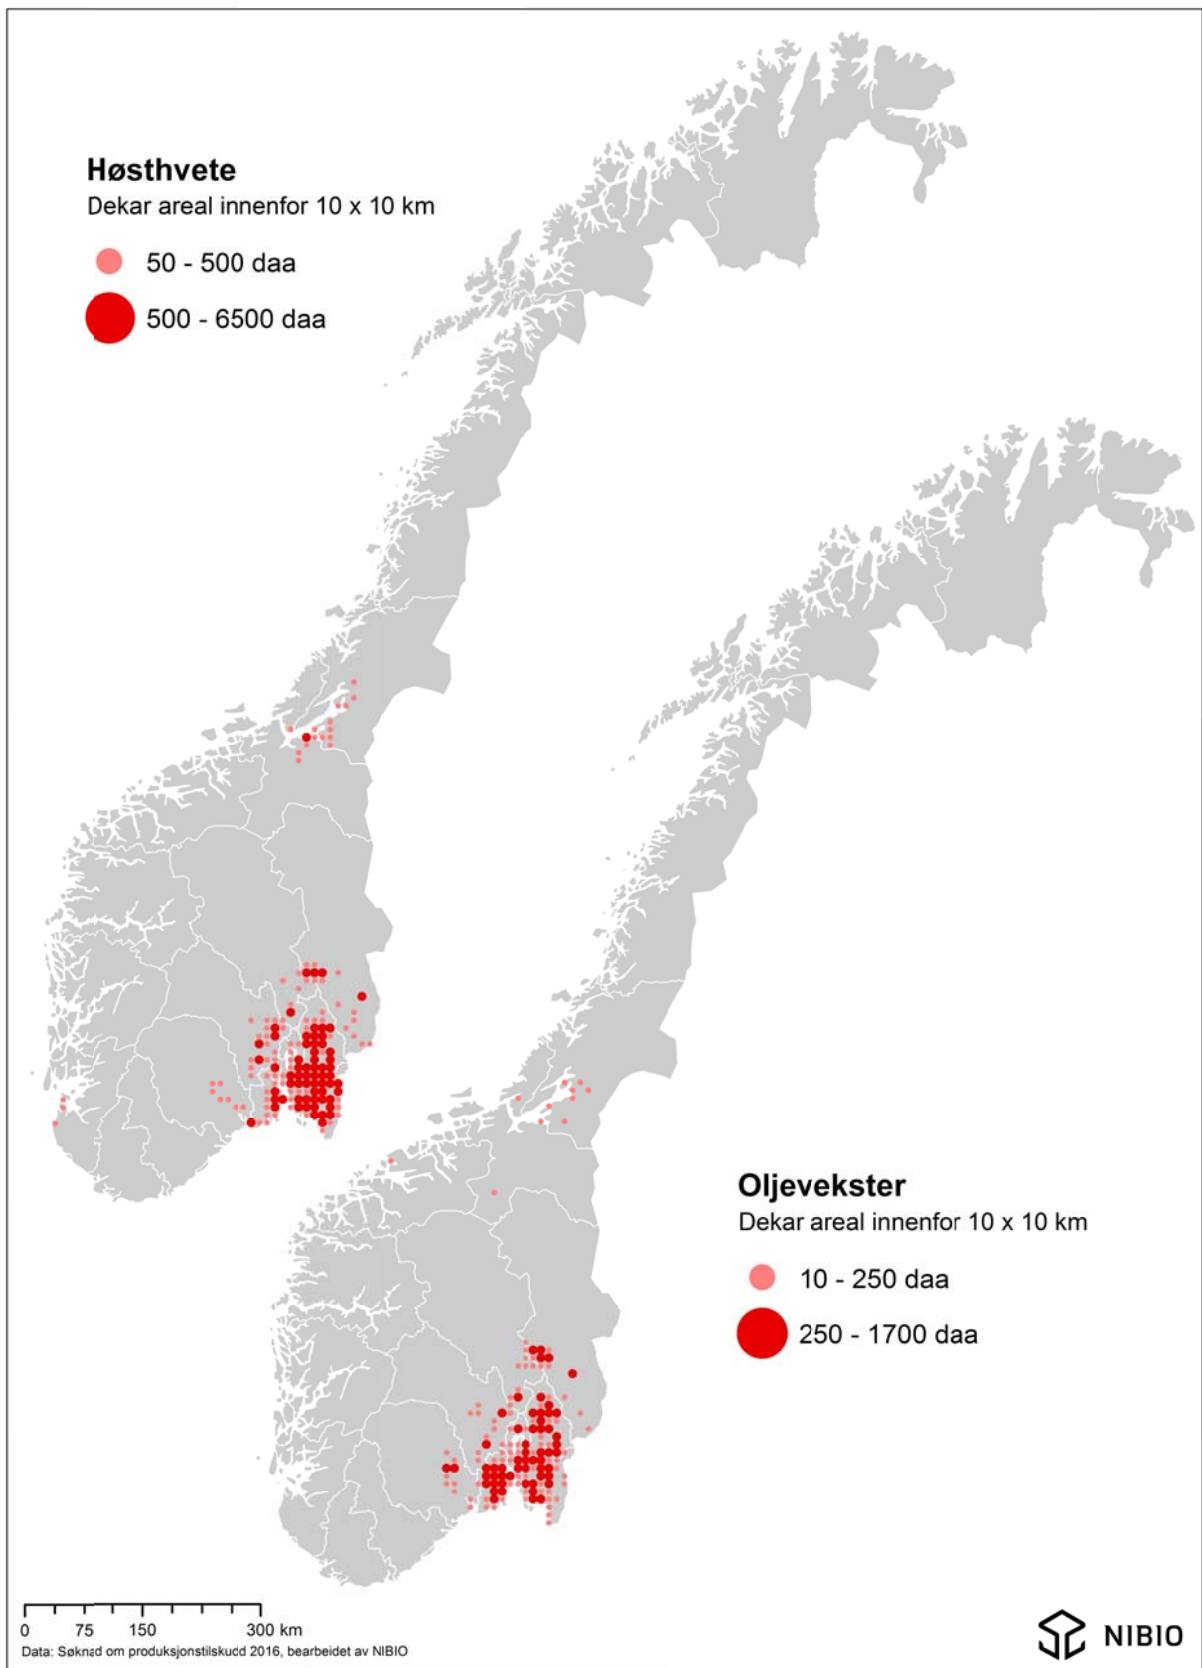 Høsthvete
Dekar areal innenfor 10 x 10 km
50 - 500 daa
500 - 6500 daa
Oljevekster
Dekar areal innenfor 10 x 10 km
10 - 250 daa
250 - 1700 daa
0 75 150 300 km
Data: Søknad om produksjonstilskudd 2016, bearbeidet av NIBIO
NIBIO